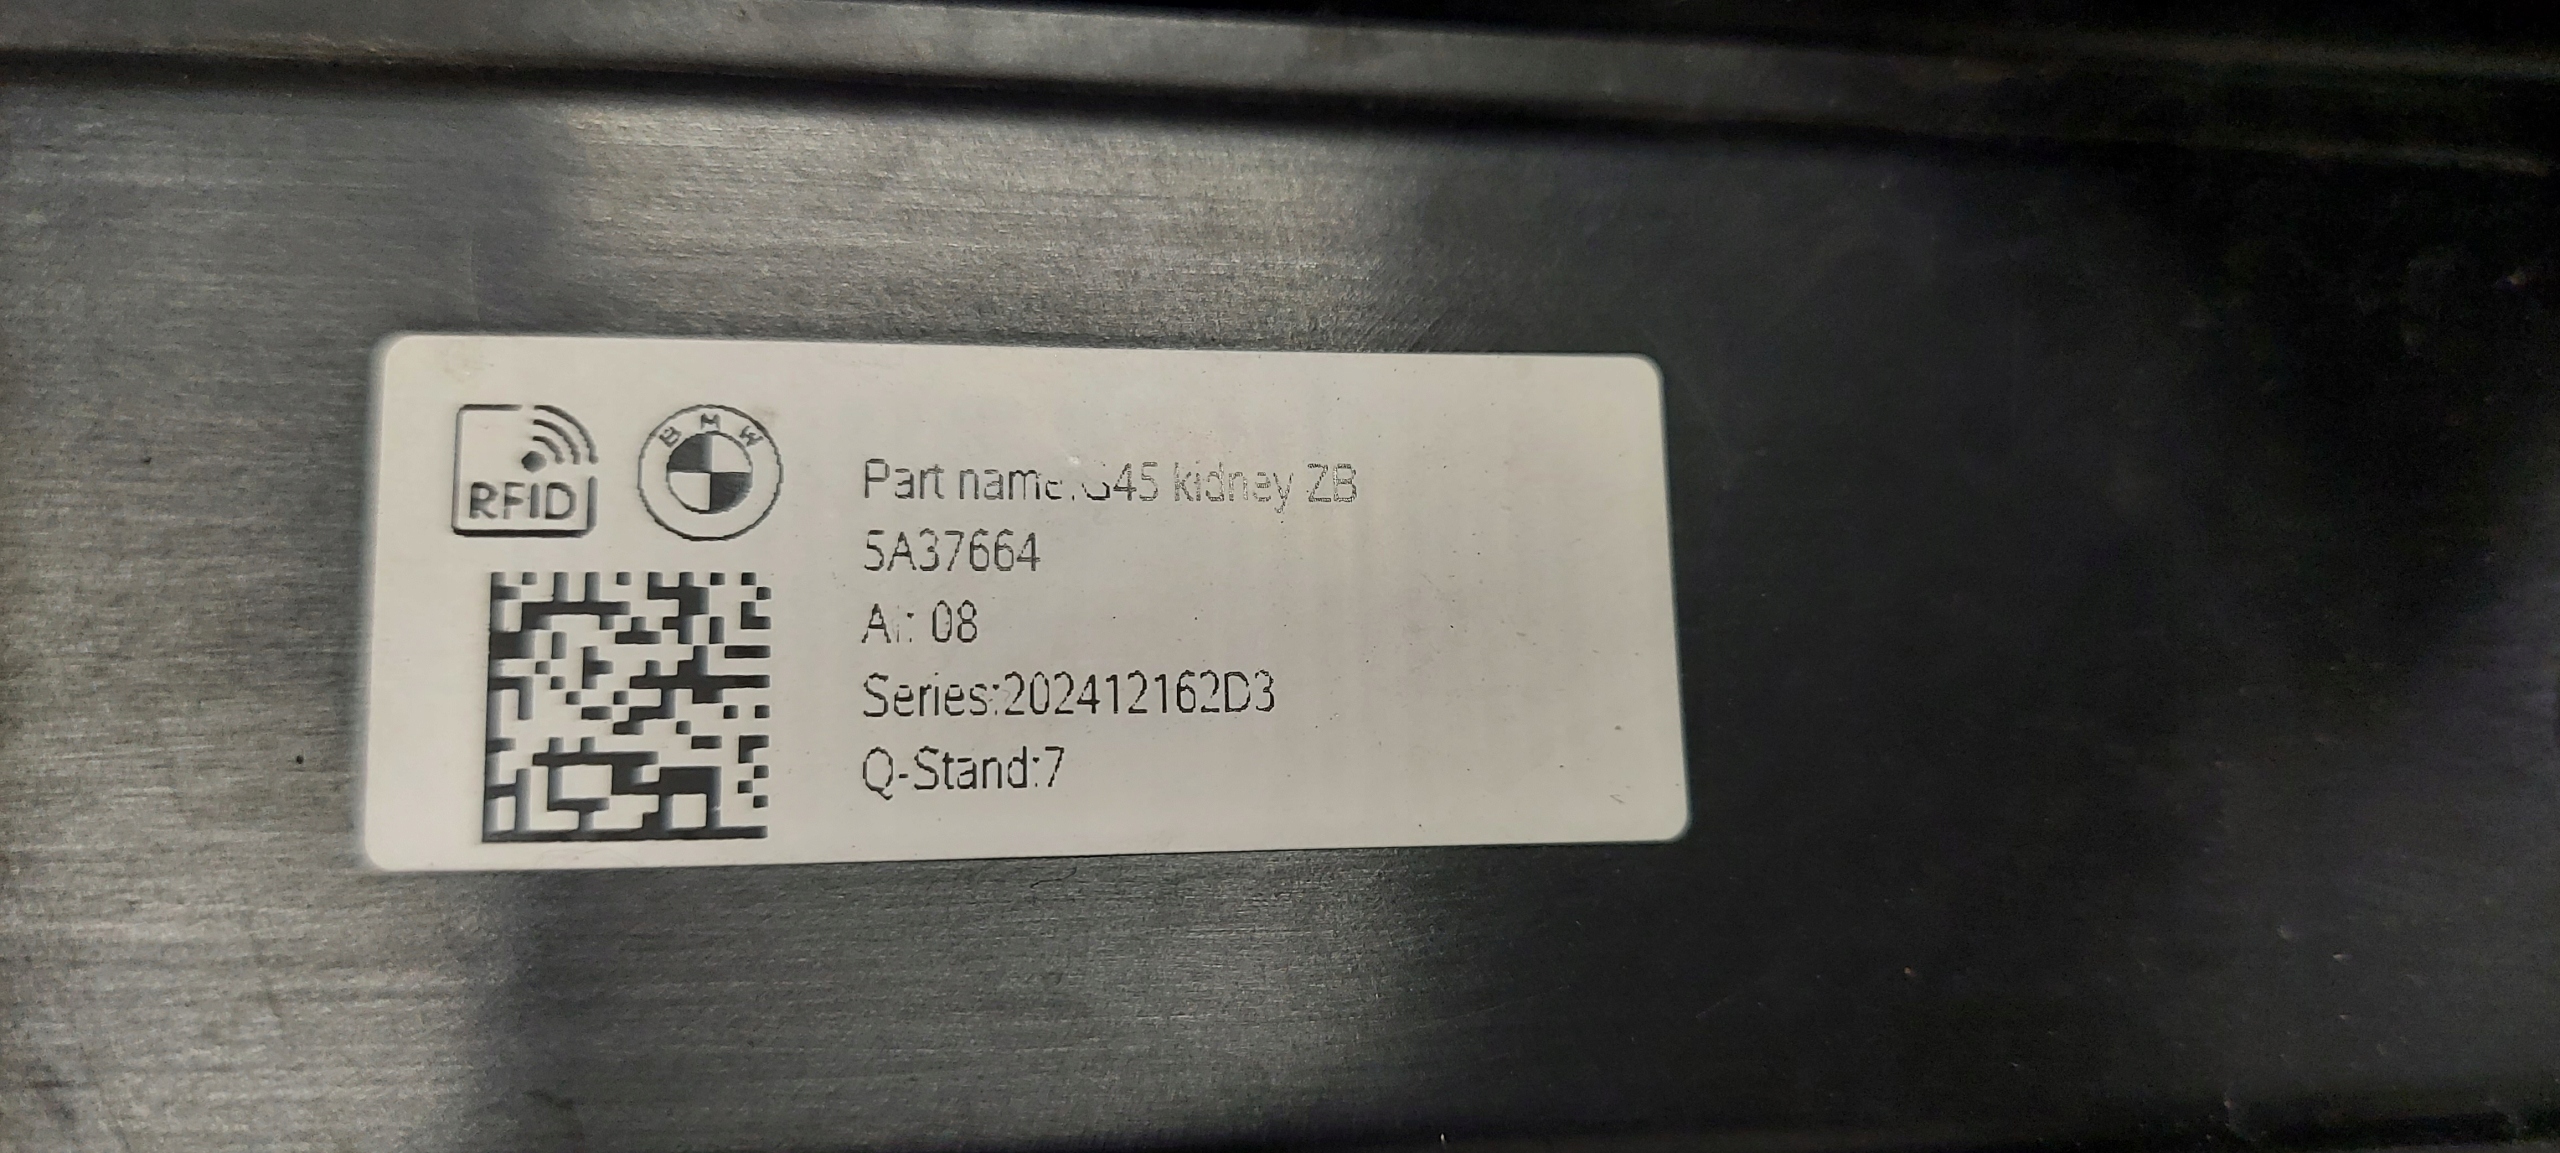 RFID
BMW
Part name:G45 kidney ZB
5A37664
AI: 08
Series:202412162D3
Q-Stand:7